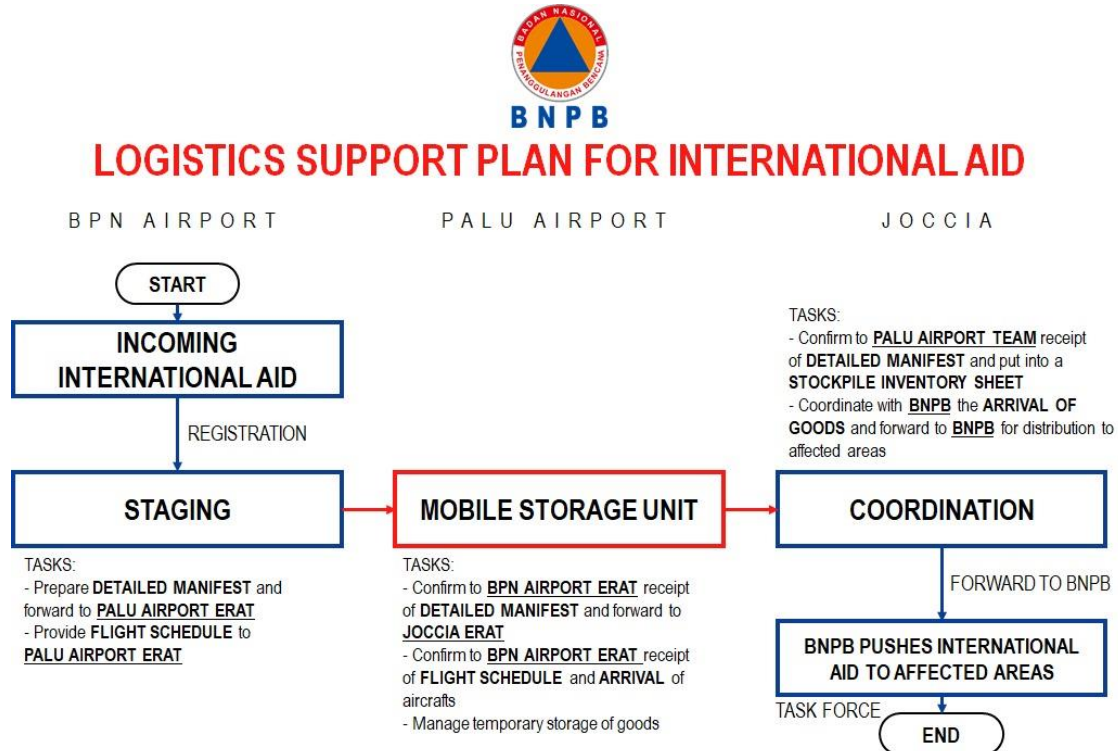 BADAN NASIONAL
PENANGGULANGAN BENCANA
BNPB
LOGISTICS SUPPORT PLAN FOR INTERNATIONAL AID
BPN AIRPORT
PALU AIRPORT
JOCCIA
START
INCOMING
INTERNATIONAL AID
REGISTRATION
STAGING
TASKS:
- Prepare DETAILED MANIFEST and
forward to PALU AIRPORT ERAT
- Provide FLIGHT SCHEDULE to
PALU AIRPORT ERAT
MOBILE STORAGE UNIT
TASKS:
- Confirm to BPN AIRPORT ERAT receipt
of DETAILED MANIFEST and forward to
JOCCIA ERAT
- Confirm to BPN AIRPORT ERAT receipt
of FLIGHT SCHEDULE and ARRIVAL of
aircrafts
- Manage temporary storage of goods
TASKS:
- Confirm to PALU AIRPORT TEAM receipt
of DETAILED MANIFEST and put into a
STOCKPILE INVENTORY SHEET
- Coordinate with BNPB the ARRIVAL OF
GOODS and forward to BNPB for distribution to
affected areas
COORDINATION
FORWARD TO BNPB
BNPB PUSHES INTERNATIONAL
AID TO AFFECTED AREAS
TASK FORCE
END